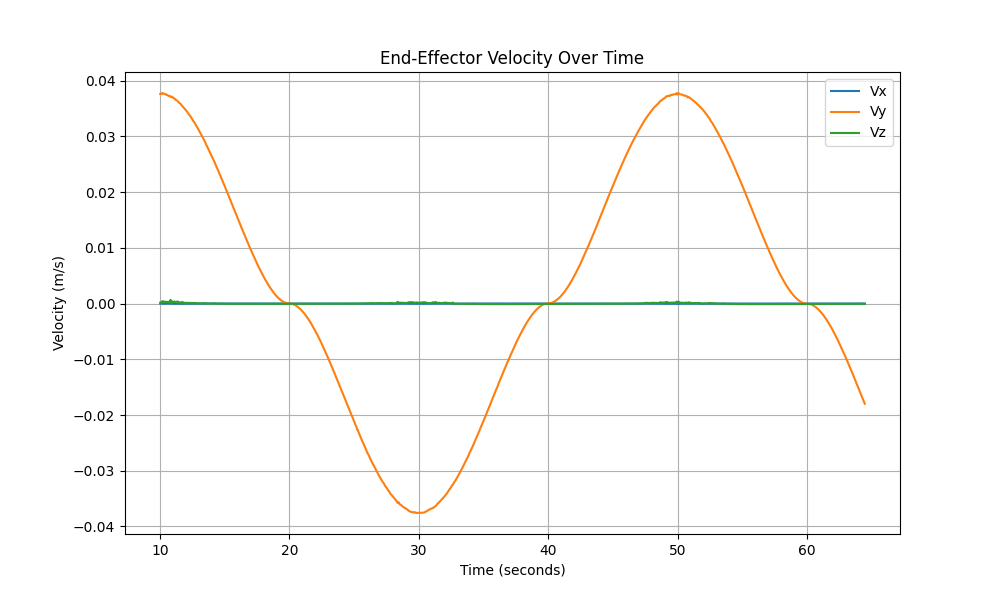 End-Effector Velocity Over Time
Vx
Vy
Vz
0.04
0.03
0.02
0.01
0.00
−0.01
−0.02
−0.03
−0.04
Velocity (m/s)
10
20
30
40
50
60
Time (seconds)